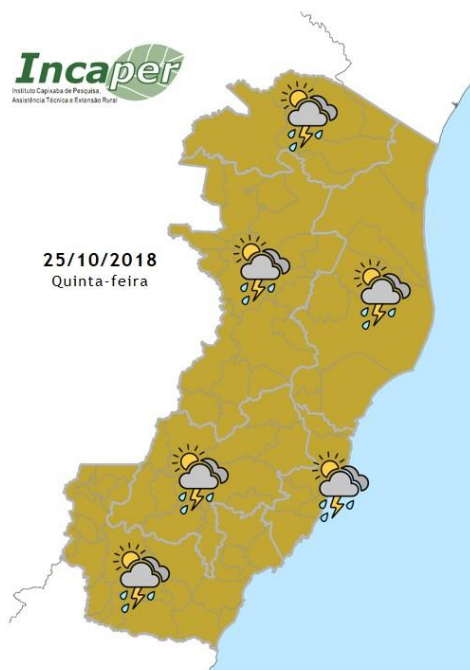 Incaper
Instituto Capixaba de Pesquisa,
Assistência Técnica e Extensão Rural
25/10/2018
Quinta-feira